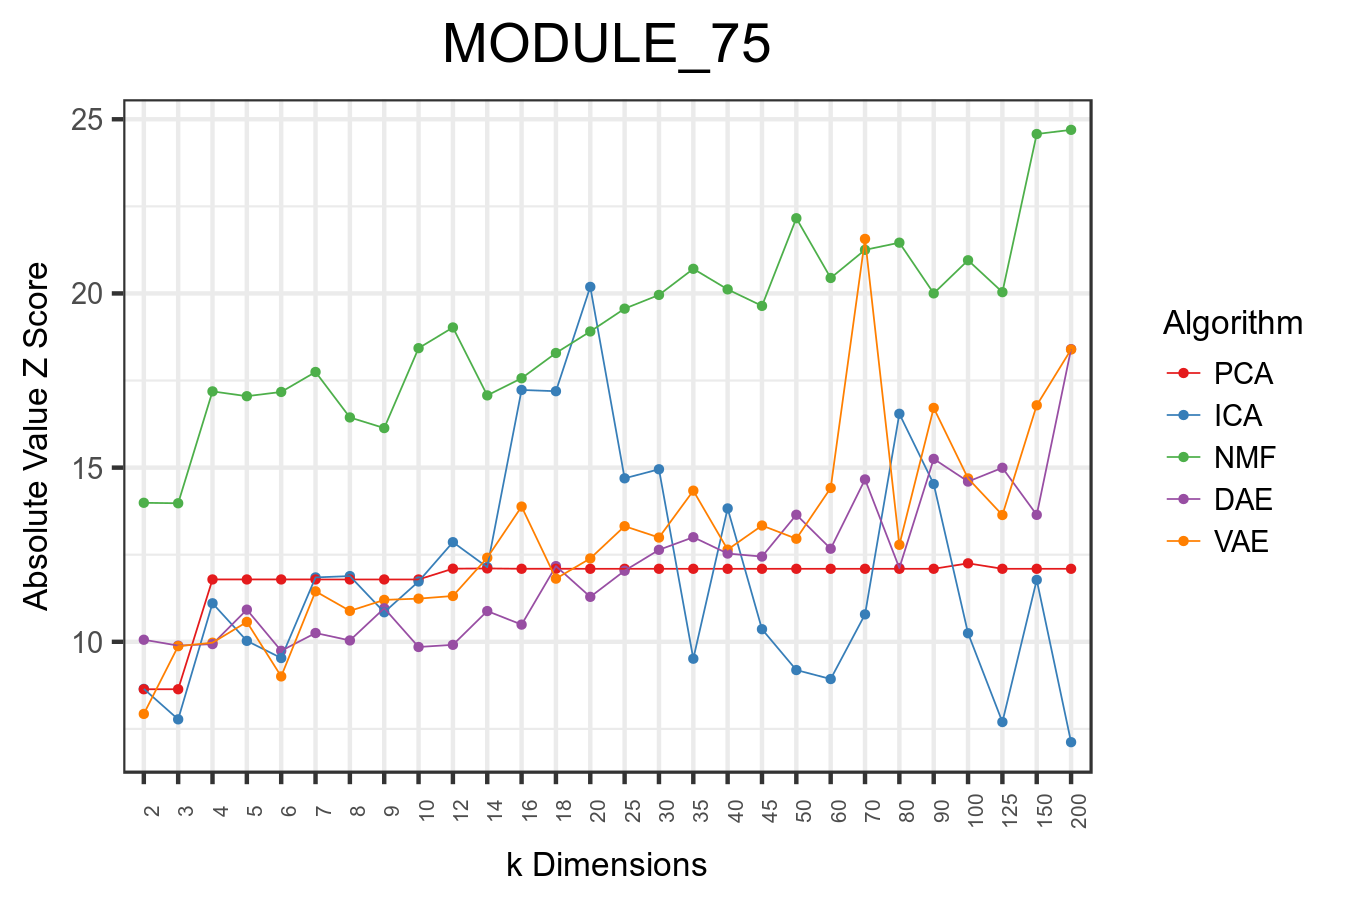 MODULE_75
Absolute Value Z Score
25
20
15
10
2 3 4 5 6 7 8 9 10 12 14 16 18 20 25 30 35 40 45 50 60 70 80 90 100 125 150 200
k Dimensions
Algorithm
PCA
ICA
NMF
DAE
VAE